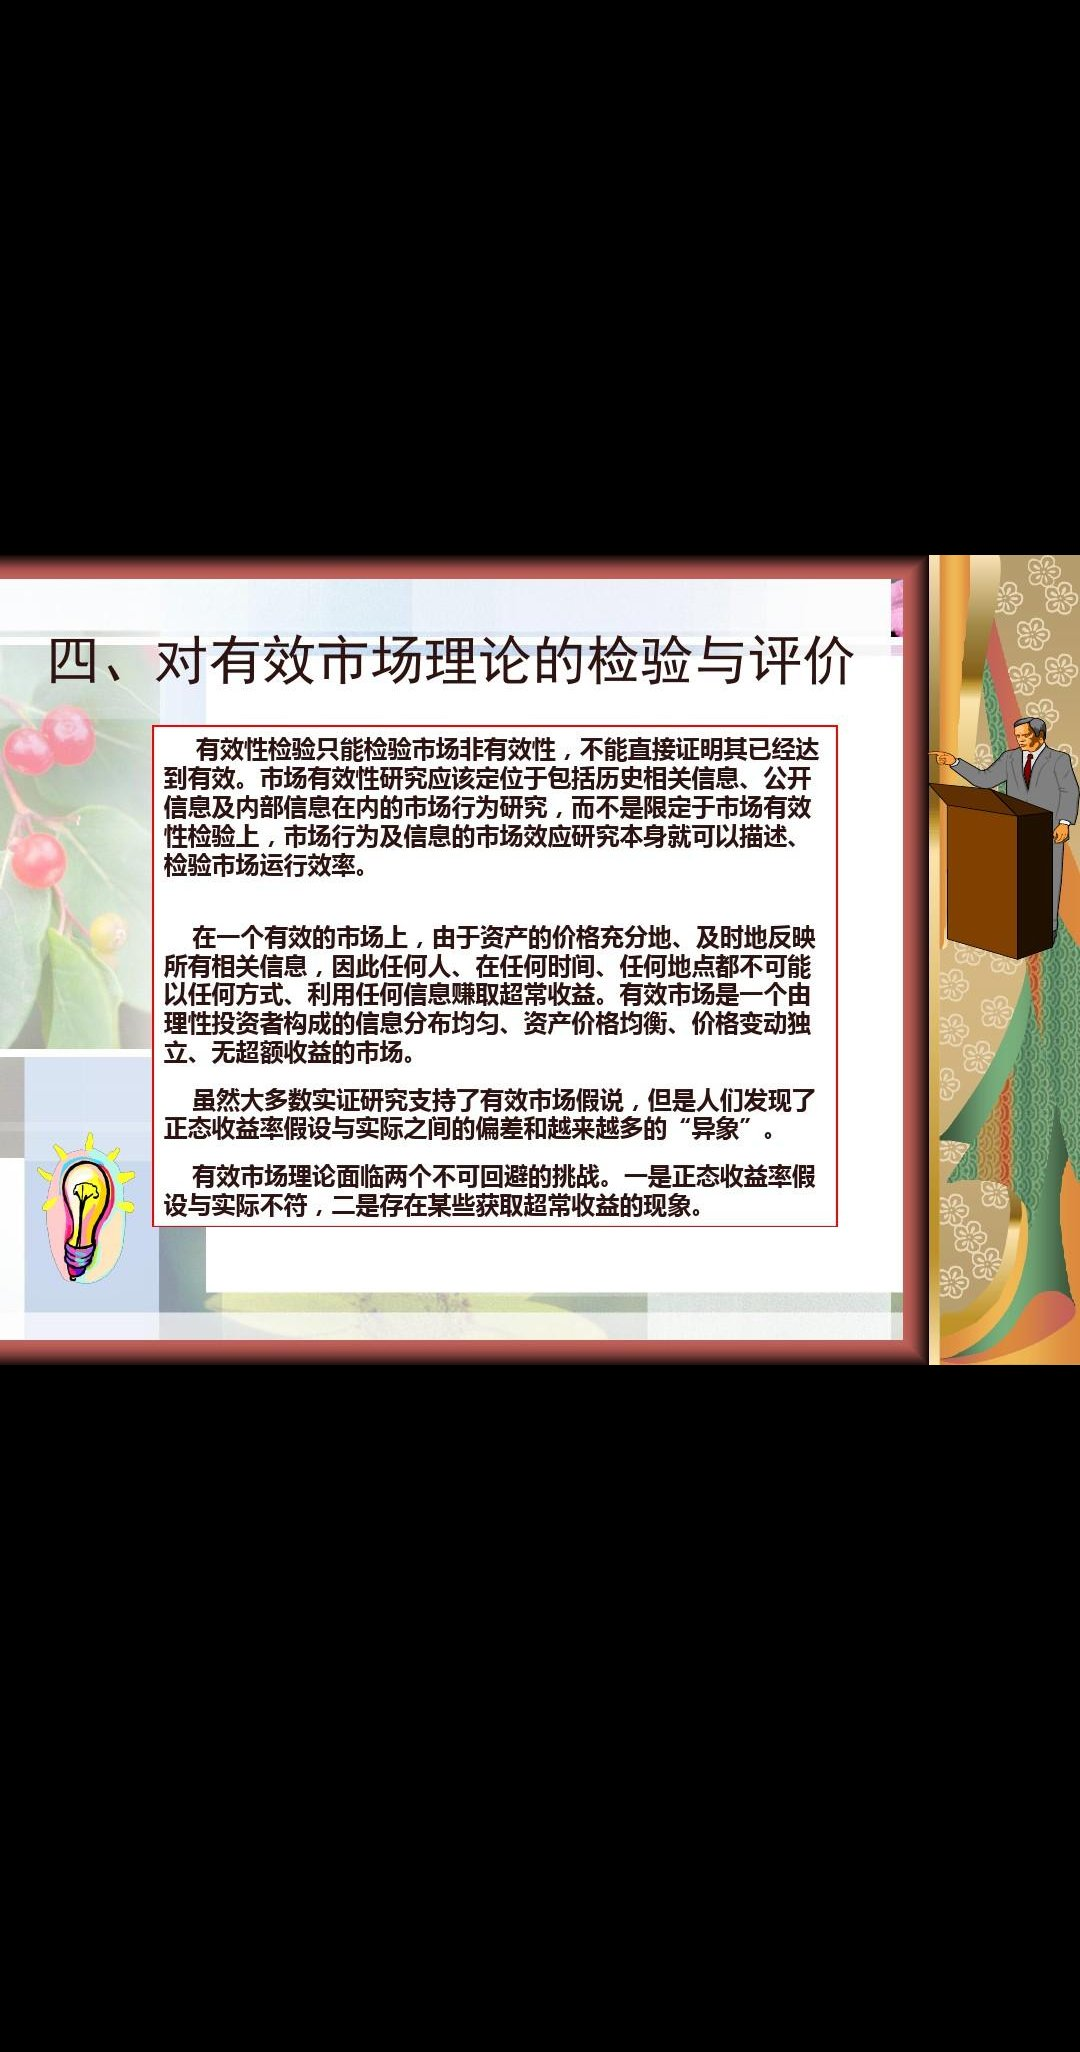 四、对有效市场理论的检验与评价
有效性检验只能检验市场非有效性，不能直接证明其已经达
到有效。市场有效性研究应该定位于包括历史相关信息、公开
信息及内部信息在内的市场行为研究，而不是限定于市场有效
性检验上，市场行为及信息的市场效应研究本身就可以描述、
检验市场运行效率。
在一个有效的市场上，由于资产的价格充分地、及时地反映
所有相关信息，因此任何人、在任何时间、任何地点都不可能
以任何方式、利用任何信息赚取超常收益。有效市场是一个由
理性投资者构成的信息分布均匀、资产价格均衡、价格变动独
立、无超额收益的市场。
虽然大多数实证研究支持了有效市场假说，但是人们发现了
正态收益率假设与实际之间的偏差和越来越多的“异象”。
有效市场理论面临两个不可回避的挑战。一是正态收益率假
设与实际不符，二是存在某些获取超常收益的现象。